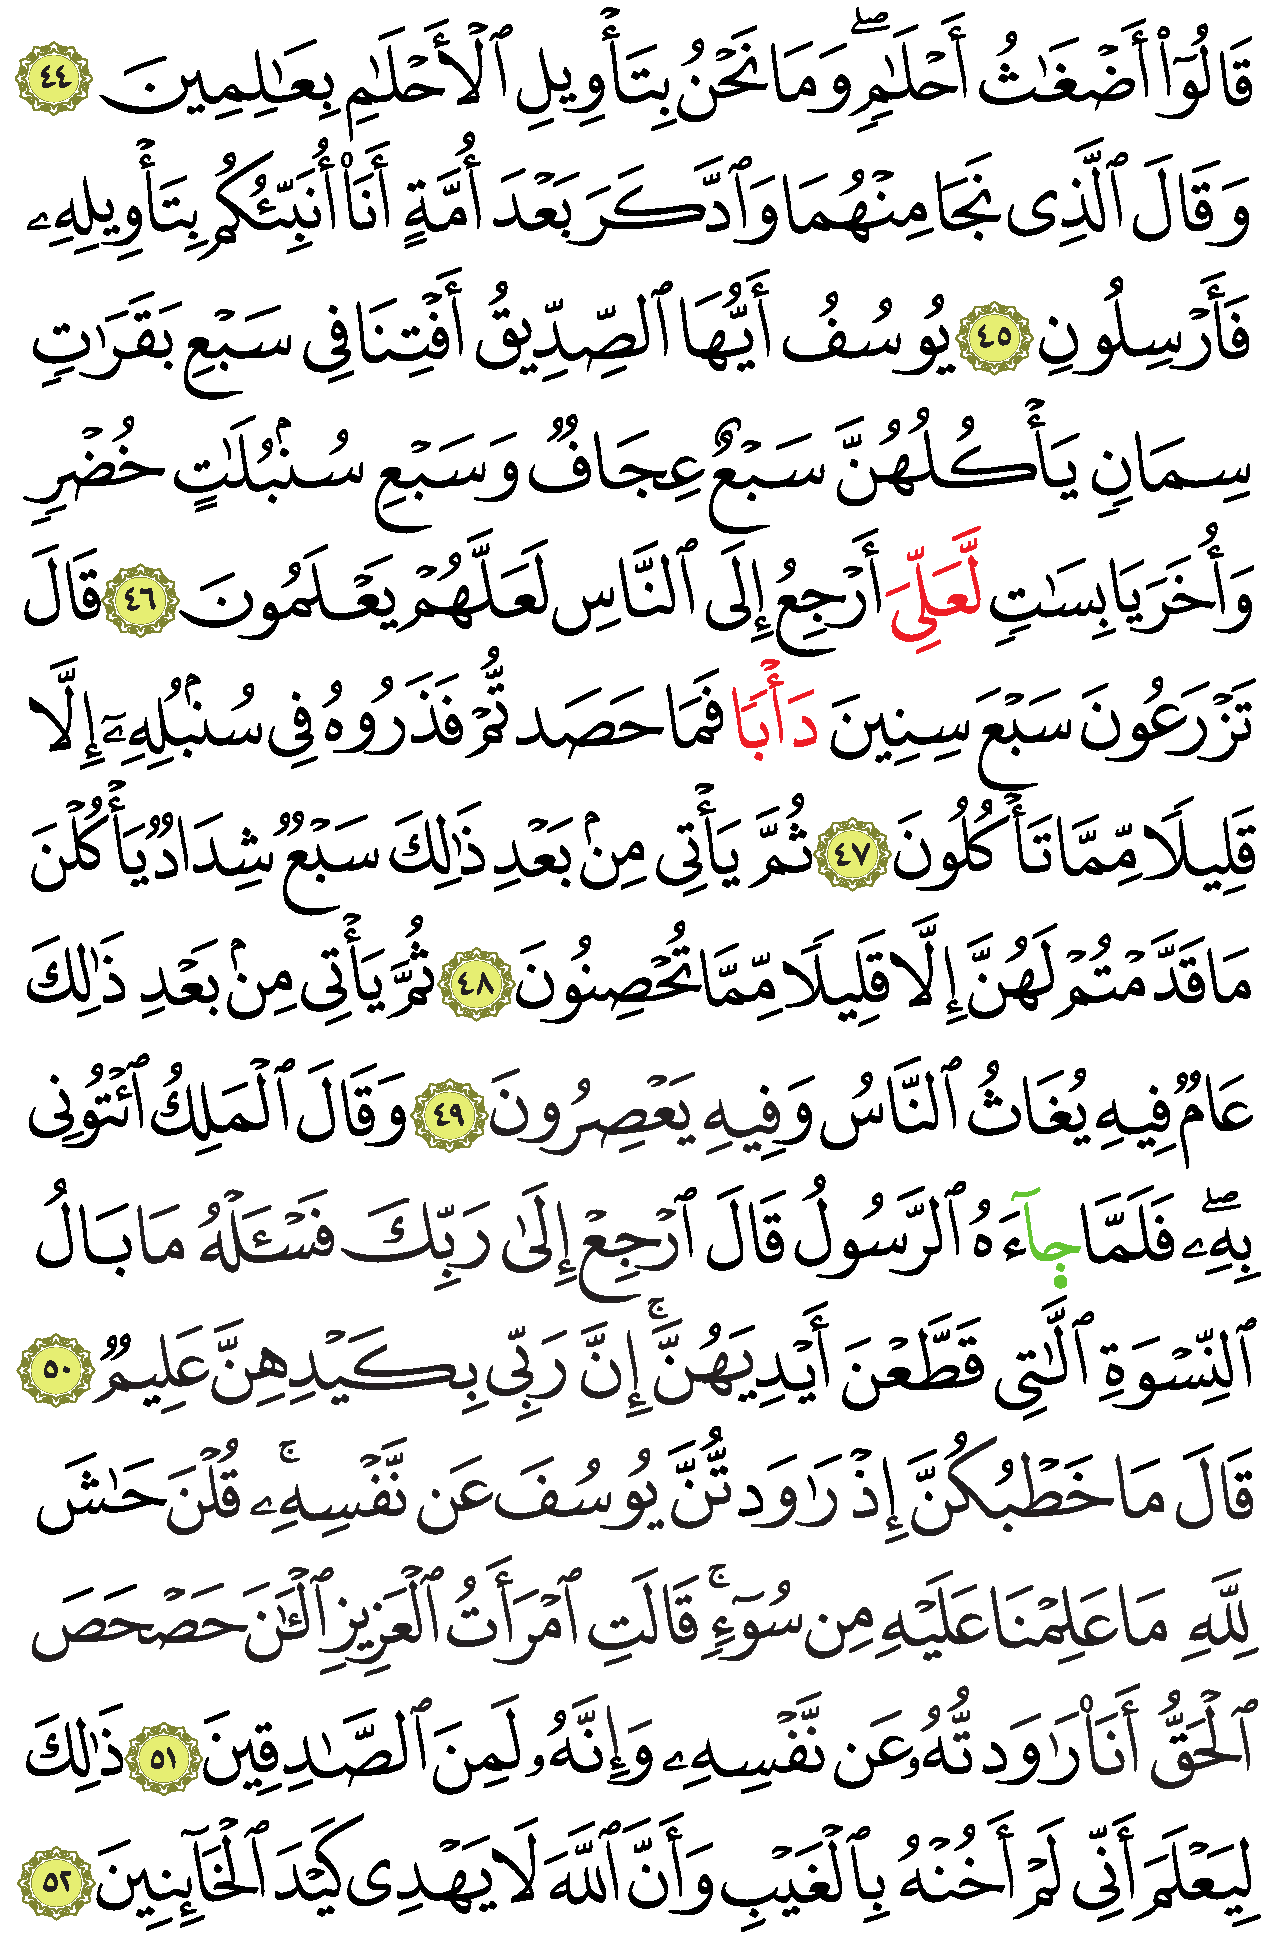 قَالُوٓا۟ أَضْغَـٰثُ أَحْلَـٰمٍۢ ۖ وَمَا نَحْنُ بِتَأْوِيلِ ٱلْأَحْلَـٰمِ بِعَـٰلِمِينَ ٤٤
وَقَالَ ٱلَّذِى نَجَا مِنْهُمَا وَٱدَّكَرَ بَعْدَ أُمَّةٍ أَنَا۠ أُنَبِّئُكُم بِتَأْوِيلِهِۦ
فَأَرْسِلُونِ ٤٥ يُوسُفُ أَيُّهَا ٱلصِّدِّيقُ أَفْتِنَا فِى سَبْعِ بَقَرَٰتٍۢ
سِمَانٍۢ يَأْكُلُهُنَّ سَبْعٌ عِجَافٌۭ وَسَبْعِ سُنۢبُلَـٰتٍ خُضْرٍۢ
وَأُخَرَ يَابِسَـٰتٍۢ لَّعَلِّىَ أَرْجِعُ إِلَى ٱلنَّاسِ لَعَلَّهُمْ يَعْلَمُونَ ٤٦ قَالَ
تَزْرَعُونَ سَبْعَ سِنِينَ دَأْبًۭا فَمَا حَصَدتُّمْ فَذَرُوهُ فِى سُنۢبُلِهِۦٓ إِلَّا
قَلِيلًۭا مِّمَّا تَأْكُلُونَ ٤٧ ثُمَّ يَأْتِى مِنۢ بَعْدِ ذَٰلِكَ سَبْعٌۭ شِدَادٌۭ يَأْكُلْنَ
مَا قَدَّمْتُمْ لَهُنَّ إِلَّا قَلِيلًۭا مِّمَّا تُحْصِنُونَ ٤٨ ثُمَّ يَأْتِى مِنۢ بَعْدِ ذَٰلِكَ
عَامٌۭ فِيهِ يُغَاثُ ٱلنَّاسُ وَفِيهِ يَعْصِرُونَ ٤٩ وَقَالَ ٱلْمَلِكُ ٱئْتُونِى
بِهِۦ ۖ فَلَمَّا جَآءَهُ ٱلرَّسُولُ قَالَ ٱرْجِعْ إِلَىٰ رَبِّكَ فَسْـَٔلْهُ مَا بَالُ
ٱلنِّسْوَةِ ٱلَّـٰتِى قَطَّعْنَ أَيْدِيَهُنَّ ۚ إِنَّ رَبِّى بِكَيْدِهِنَّ عَلِيمٌۭ ٥٠
قَالَ مَا خَطْبُكُنَّ إِذْ رَٰوَدتُّنَّ يُوسُفَ عَن نَّفْسِهِۦ ۚ قُلْنَ حَـٰشَ
لِلَّهِ مَا عَلِمْنَا عَلَيْهِ مِن سُوٓءٍۢ ۚ قَالَتِ ٱمْرَأَتُ ٱلْعَزِيزِ ٱلْـَٔـٰنَ حَصْحَصَ
ٱلْحَقُّ أَنَا۠ رَٰوَدتُّهُۥ عَن نَّفْسِهِۦ وَإِنَّهُۥ لَمِنَ ٱلصَّـٰدِقِينَ ٥١ ذَٰلِكَ
لِيَعْلَمَ أَنِّى لَمْ أَخُنْهُ بِٱلْغَيْبِ وَأَنَّ ٱللَّهَ لَا يَهْدِى كَيْدَ ٱلْخَآئِنِينَ ٥٢